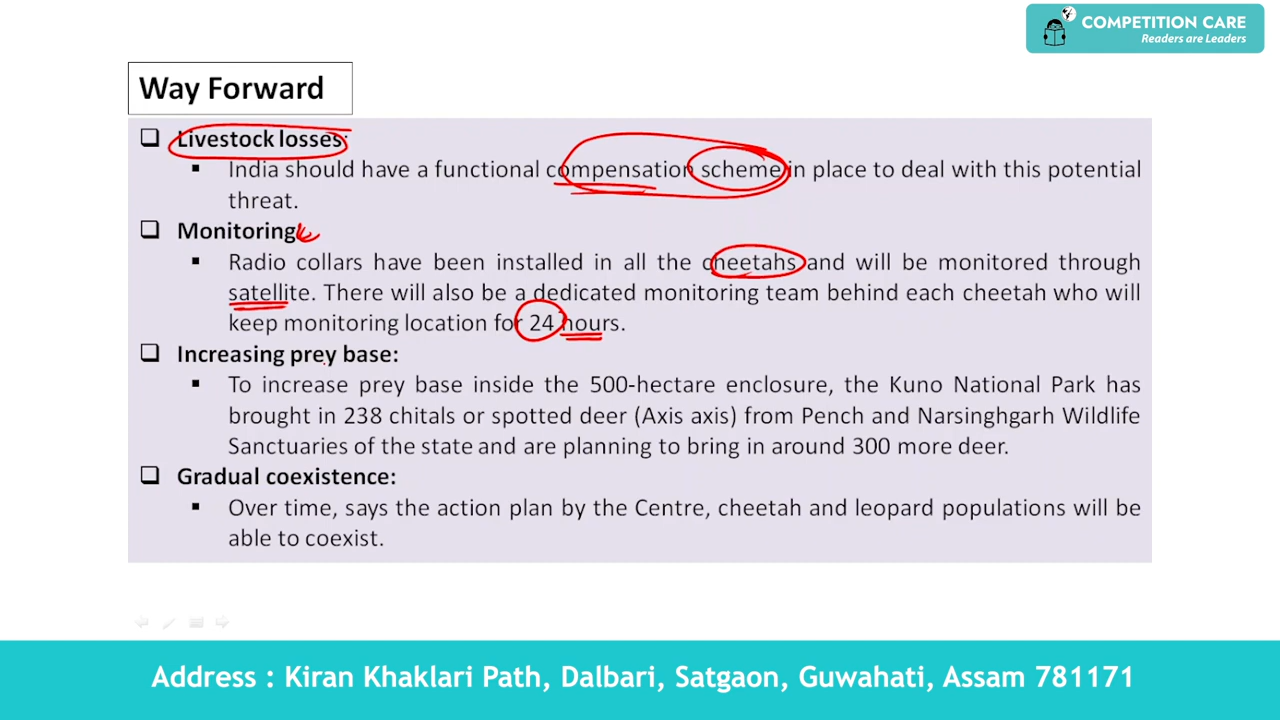 COMPETITION CARE
Readers are Leaders
Way Forward
Livestock losses:
India should have a functional compensation scheme in place to deal with this potential
threat.
Monitoring
Radio collars have been installed in all the cheetahs and will be monitored through
satellite. There will also be a dedicated monitoring team behind each cheetah who will
keep monitoring location for 24 hours.
Increasing prey base:
To increase prey base inside the 500-hectare enclosure, the Kuno National Park has
brought in 238 chitals or spotted deer (Axis axis) from Pench and Narsinghgarh Wildlife
Sanctuaries of the state and are planning to bring in around 300 more deer.
Gradual coexistence:
Over time, says the action plan by the Centre, cheetah and leopard populations will be
able to coexist.
Address : Kiran Khaklari Path, Dalbari, Satgaon, Guwahati, Assam 781171